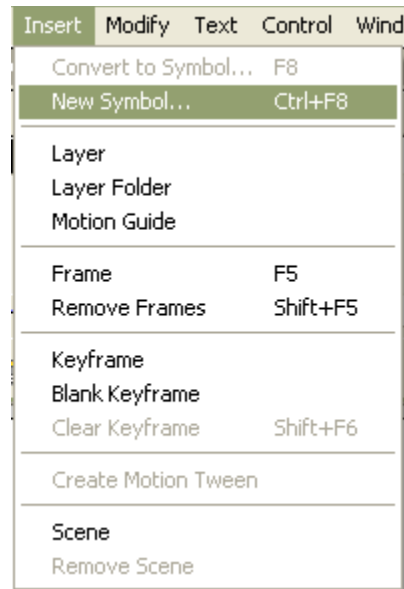 Insert Modify Text Control Wind
Convert to Symbol... F8
New Symbol... Ctrl+F8
Layer
Layer Folder
Motion Guide
Frame F5
Remove Frames Shift+F5
Keyframe
Blank Keyframe
Clear Keyframe Shift+F6
Create Motion Tween
Scene
Remove Scene